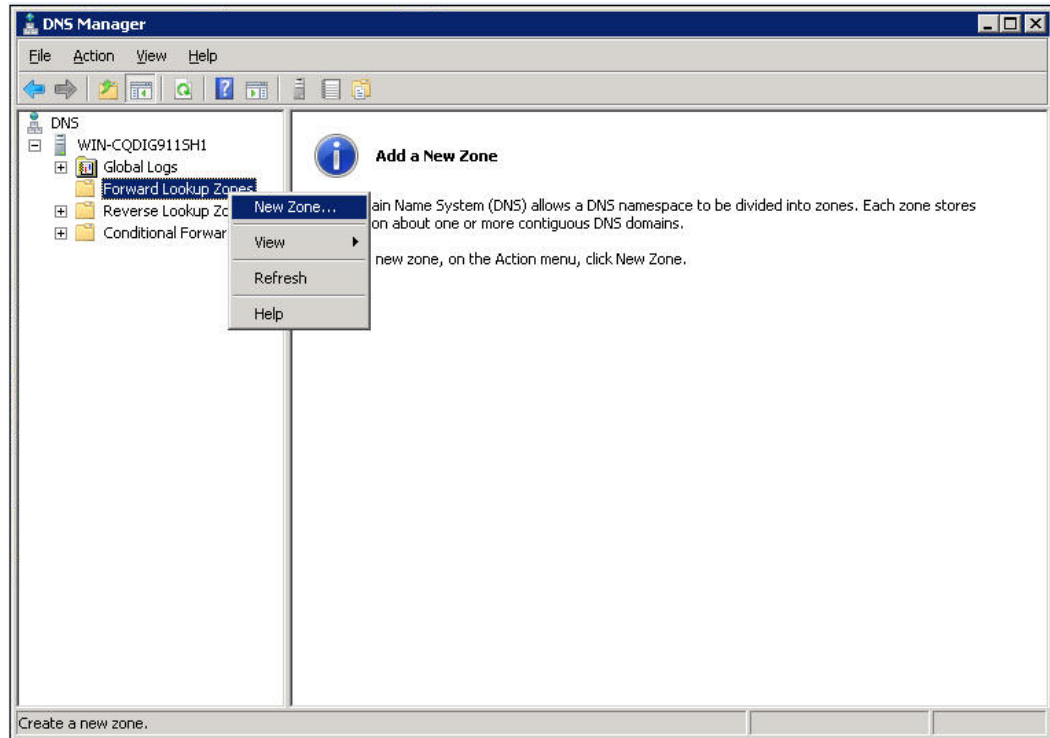 DNS Manager
File Action View Help
DNS
WIN-CQDIG911SH1
Global Logs
Forward Lookup Zones
Reverse Lookup Zo
Conditional Forwar
New Zone...
View
Refresh
Help
Add a New Zone
ain Name System (DNS) allows a DNS namespace to be divided into zones. Each zone stores
on about one or more contiguous DNS domains.
new zone, on the Action menu, click New Zone.
Create a new zone.